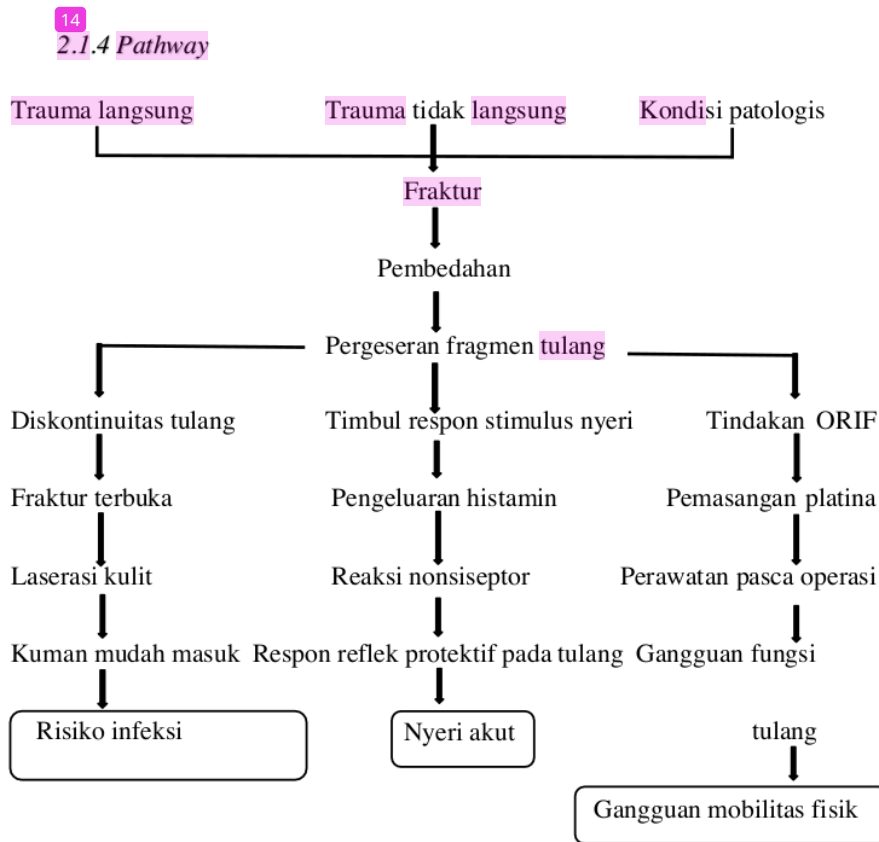 14
2.1.4 Pathway
Trauma langsung Trauma tidak langsung Kondisi patologis
Fraktur
Pembedahan
Pergeseran fragmen tulang
Diskontinuitas tulang Timbul respon stimulus nyeri Tindakan ORIF
Fraktur terbuka Pengeluaran histamin Pemasangan platina
Laserasi kulit Reaksi nonsiseptor Perawatan pasca operasi
Kuman mudah masuk Respon reflek protektif pada tulang Gangguan fungsi
Risiko infeksi Nyeri akut tulang
Gangguan mobilitas fisik